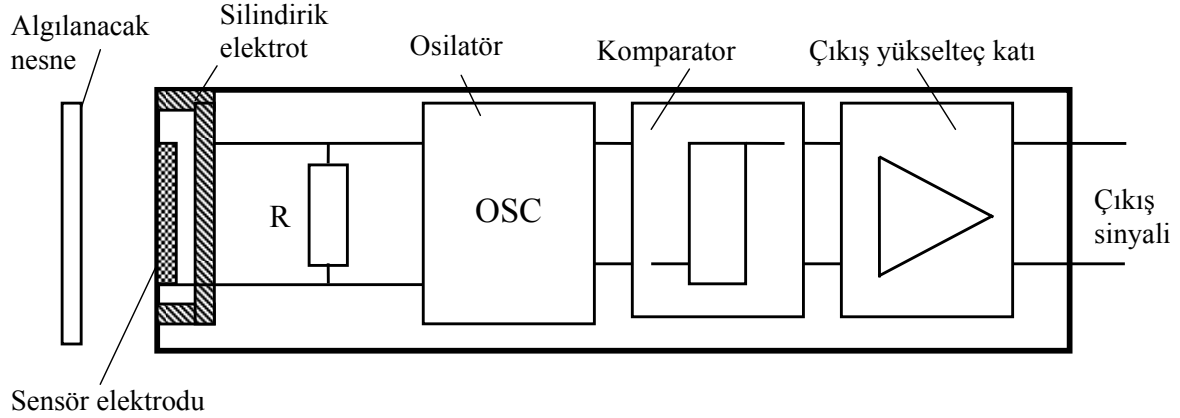 Algılanacak
nesne
Silindirik
elektrot
Osilatör
Komparator
Çıkış yükselteç katı
R
OSC
Çıkış
sinyali
Sensör elektrodu